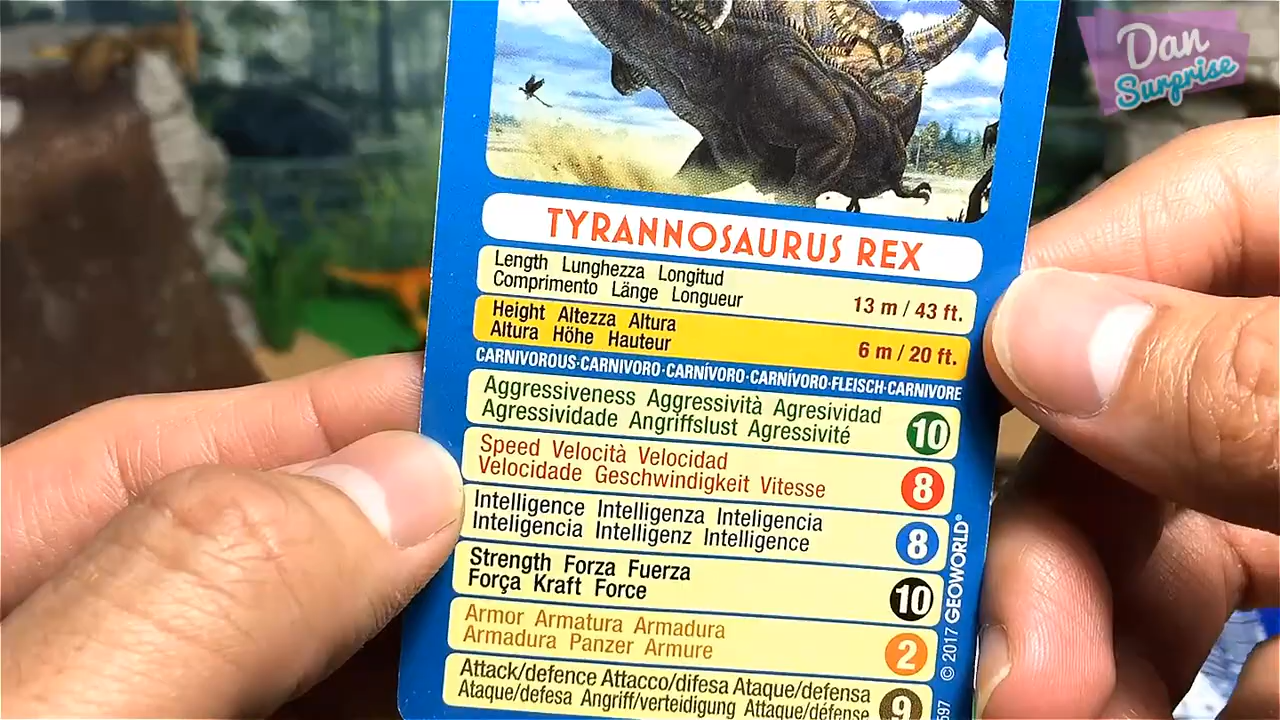 Dan
Surprise
TYRANNOSAURUS REX
Length Lunghezza Longitud
Comprimento Länge Longueur
13 m / 43 ft.
Height Altezza Altura
Altura Höhe Hauteur
6 m / 20 ft.
CARNIVOROUS·CARNIVORO·CARNÍVORO·CARNÍVORO·FLEISCH·CARNIVORE
Aggressiveness Aggressività Agresividad
Agressividade Angriffslust Agressivité
10
Speed Velocità Velocidad
Velocidade Geschwindigkeit Vitesse
8
Intelligence Intelligenza Inteligencia
Inteligencia Intelligenz Intelligence
8
Strength Forza Fuerza
Força Kraft Force
10
Armor Armatura Armadura
Armadura Panzer Armure
2
Attack/defence Attacco/difesa Ataque/defensa
Ataque/defesa Angriff/verteidigung Attaque/défense
9
© 2017 GEOWORLD®
597